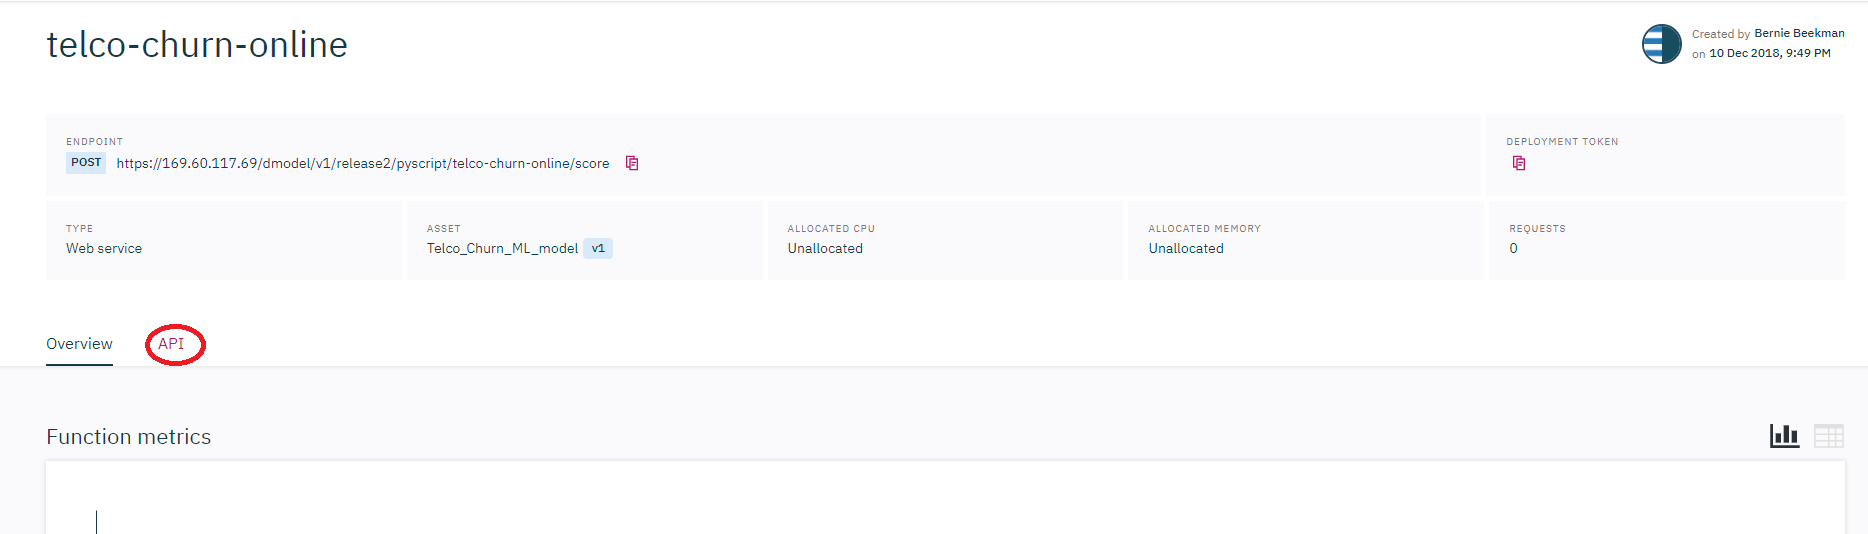 telco-churn-online
Created by Bernie Beekman
on 10 Dec 2018, 9:49 PM
ENDPOINT
POST https://169.60.117.69/dmodel/v1/release2/pyscript/telco-churn-online/score
DEPLOYMENT TOKEN
TYPE
Web service
ASSET
Telco_Churn_ML_model v1
ALLOCATED CPU
Unallocated
ALLOCATED MEMORY
Unallocated
REQUESTS
0
Overview API
Function metrics